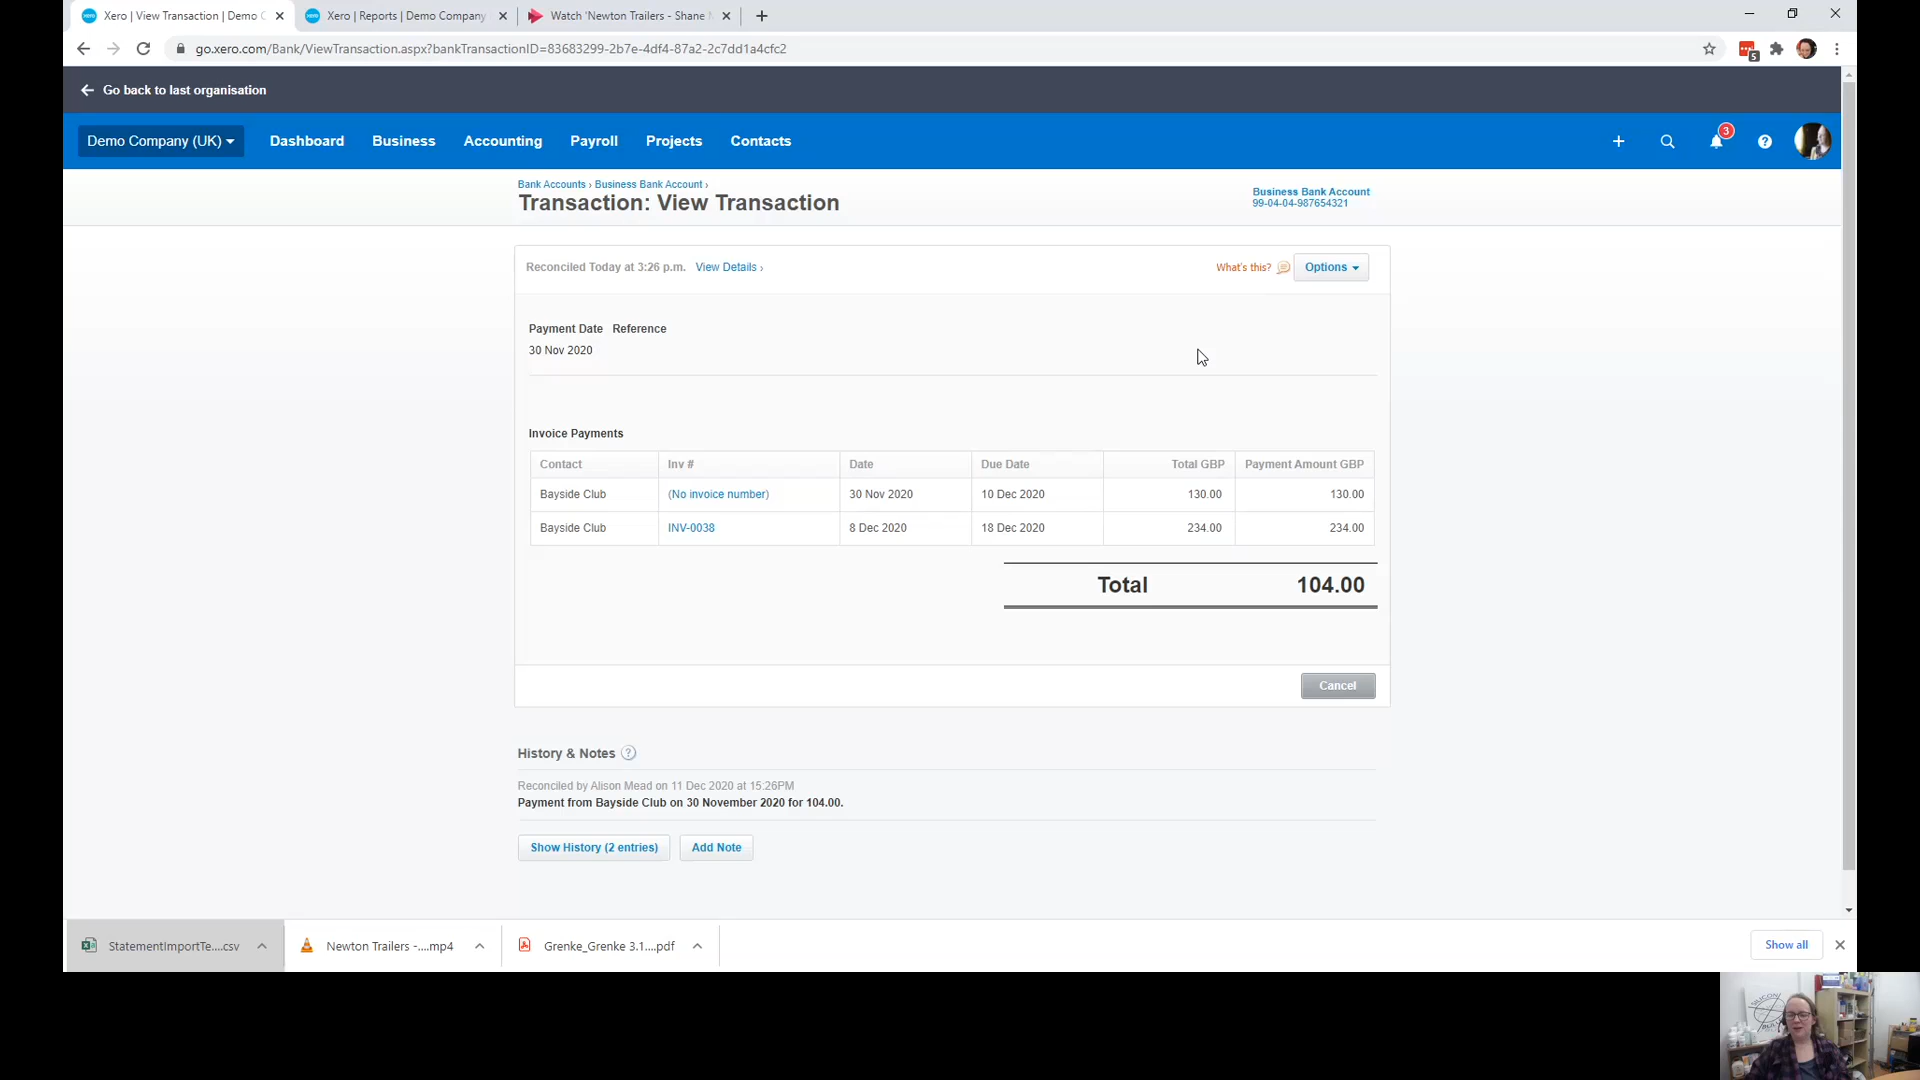 Xero | View Transaction | Demo C
Xero | Reports | Demo Company
Watch 'Newton Trailers - Shane
go.xero.com/Bank/ViewTransaction.aspx?bankTransactionID=83683299-2b7e-4df4-87a2-2c7dd1a4cfc2
5
Go back to last organisation
Demo Company (UK) Dashboard Business Accounting Payroll Projects Contacts
3
Bank Accounts › Business Bank Account ›
Transaction: View Transaction
Business Bank Account
99-04-04-987654321
Reconciled Today at 3:26 p.m. View Details › What's this? Options
Payment Date Reference
30 Nov 2020
Invoice Payments
Contact Inv # Date Due Date Total GBP Payment Amount GBP
Bayside Club (No invoice number) 30 Nov 2020 10 Dec 2020 130.00 130.00
Bayside Club INV-0038 8 Dec 2020 18 Dec 2020 234.00 234.00
Total 104.00
Cancel
History & Notes ?
Reconciled by Alison Mead on 11 Dec 2020 at 15:26PM
Payment from Bayside Club on 30 November 2020 for 104.00.
Show History (2 entries) Add Note
StatementImportTe....csv Newton Trailers -....mp4 Grenke_Grenke 3.1....pdf Show all
SILICON